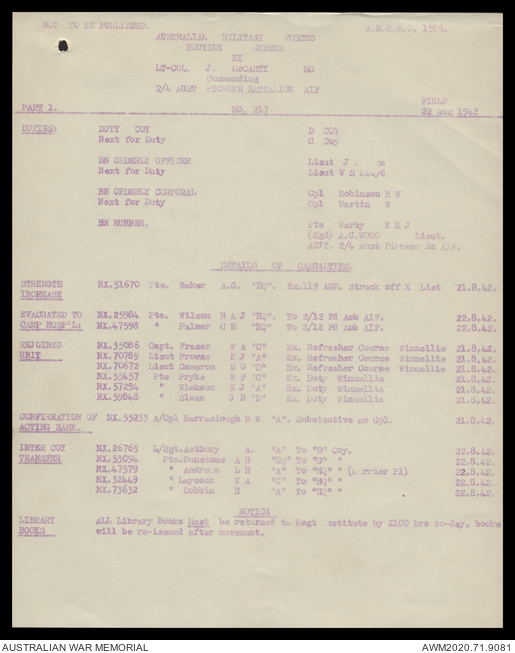 NOT TO BE PUBLISHED. A.M.F.A.O. 1589.
AUSTRALIAN MILITARY FORCES
ROUTINE ORDERS
BY
LT-COL. J. McCARTY MC
Commanding
2/4 AUST PIONEER BATTALION AIF
FIELD
PART 1. NO. 217 22 AUG 1942
DUTIES: DUTY COY D COY
Next for Duty C Coy
BN ORDERLY OFFICER Lieut J
Next for Duty Lieut V S Lloyd
BN ORDERLY CORPORAL Cpl Robinson H W
Next for Duty Cpl Martin W
BN RUNNER. Pte Warby K M J
(Sgd) A.C.WOOD Lieut.
ADJT. 2/4 Aust Pioneer Bn AIF.
DETAILS OF CASUALTIES.
STRENGTH NX.51670 Pte. Baker A.G. "HQ". Ex.119 AGH. Struck off X List 21.8.42.
INCREASE
EVACUATED TO NX.25984 Pte. Wilson N A J "HQ". To 2/12 Fd Amb AIF. 22.8.42.
CAMP HOSP'L: NX.47598 " Palmer C H "HQ" To 2/12 Fd Amb AIF. 22.8.42.
REJOINED NX.35086 Capt. Fraser W A "C" Ex. Refresher Course Winnellie 21.8.42.
UNIT NX.70789 Lieut Prowse K J "A" Ex. Refresher Course Winnellie 21.8.42.
NX.70672 Lieut Cameron D G "D" Ex. Refresher Course Winnellie 21.8.42.
NX.55457 Pte Pryke E P "C" Ex. Duty Winnellie 21.8.42.
NX.57294 " Winkson E J "A" Ex. Duty Winnellie 21.8.42.
NX.59848 " Sloan J H "D" Ex. Duty Winnellie 21.8.42.
CONFIRMATION OF NX.55233 A/Cpl Barraclough B W "A". Substantive as Cpl. 21.8.42.
ACTING RANK.
INTER COY NX.26765 L/Sgt.Astbury A. "A" To "D" Coy. 22.8.42.
TRANSFER NX.53054 Pte.Tunstone A H "HQ" To "D" " 22.8.42.
NX.47579 " Andrews L H "A" To "HQ" " (Carrier Pl) 22.8.42.
NX.32449 " Laycock W A "C" To "HQ" " 22.8.42.
NX.73632 " Dobbin H "A" To "HQ" " 22.8.42.
NOTICE
LIBRARY ALL Library Books Must be returned to Regt Institute by 2100 hrs to-day, books
BOOKS will be re-issued after movement.
AUSTRALIAN WAR MEMORIAL AWM2020.71.9081